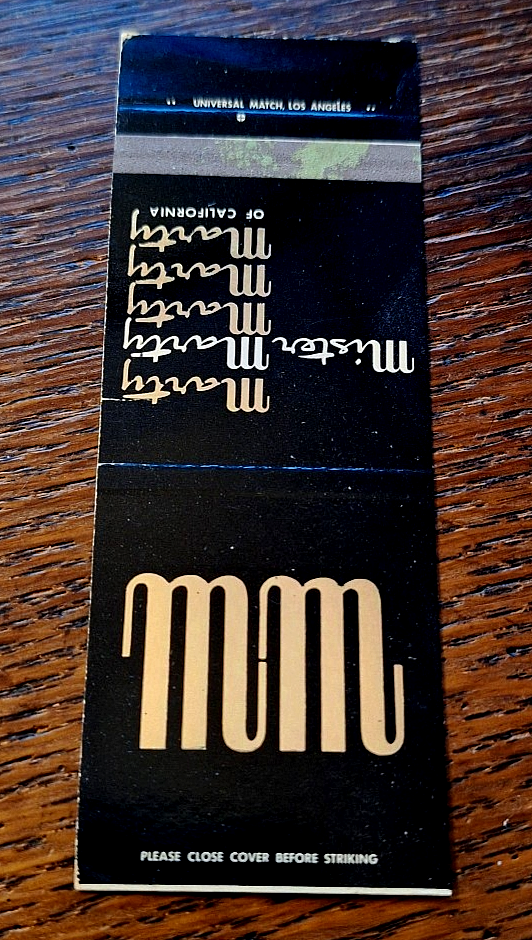 UNIVERSAL MATCH, LOS ANGELES
Marty
Mister Marty
Marty
Marty
Marty
OF CALIFORNIA
mm
PLEASE CLOSE COVER BEFORE STRIKING